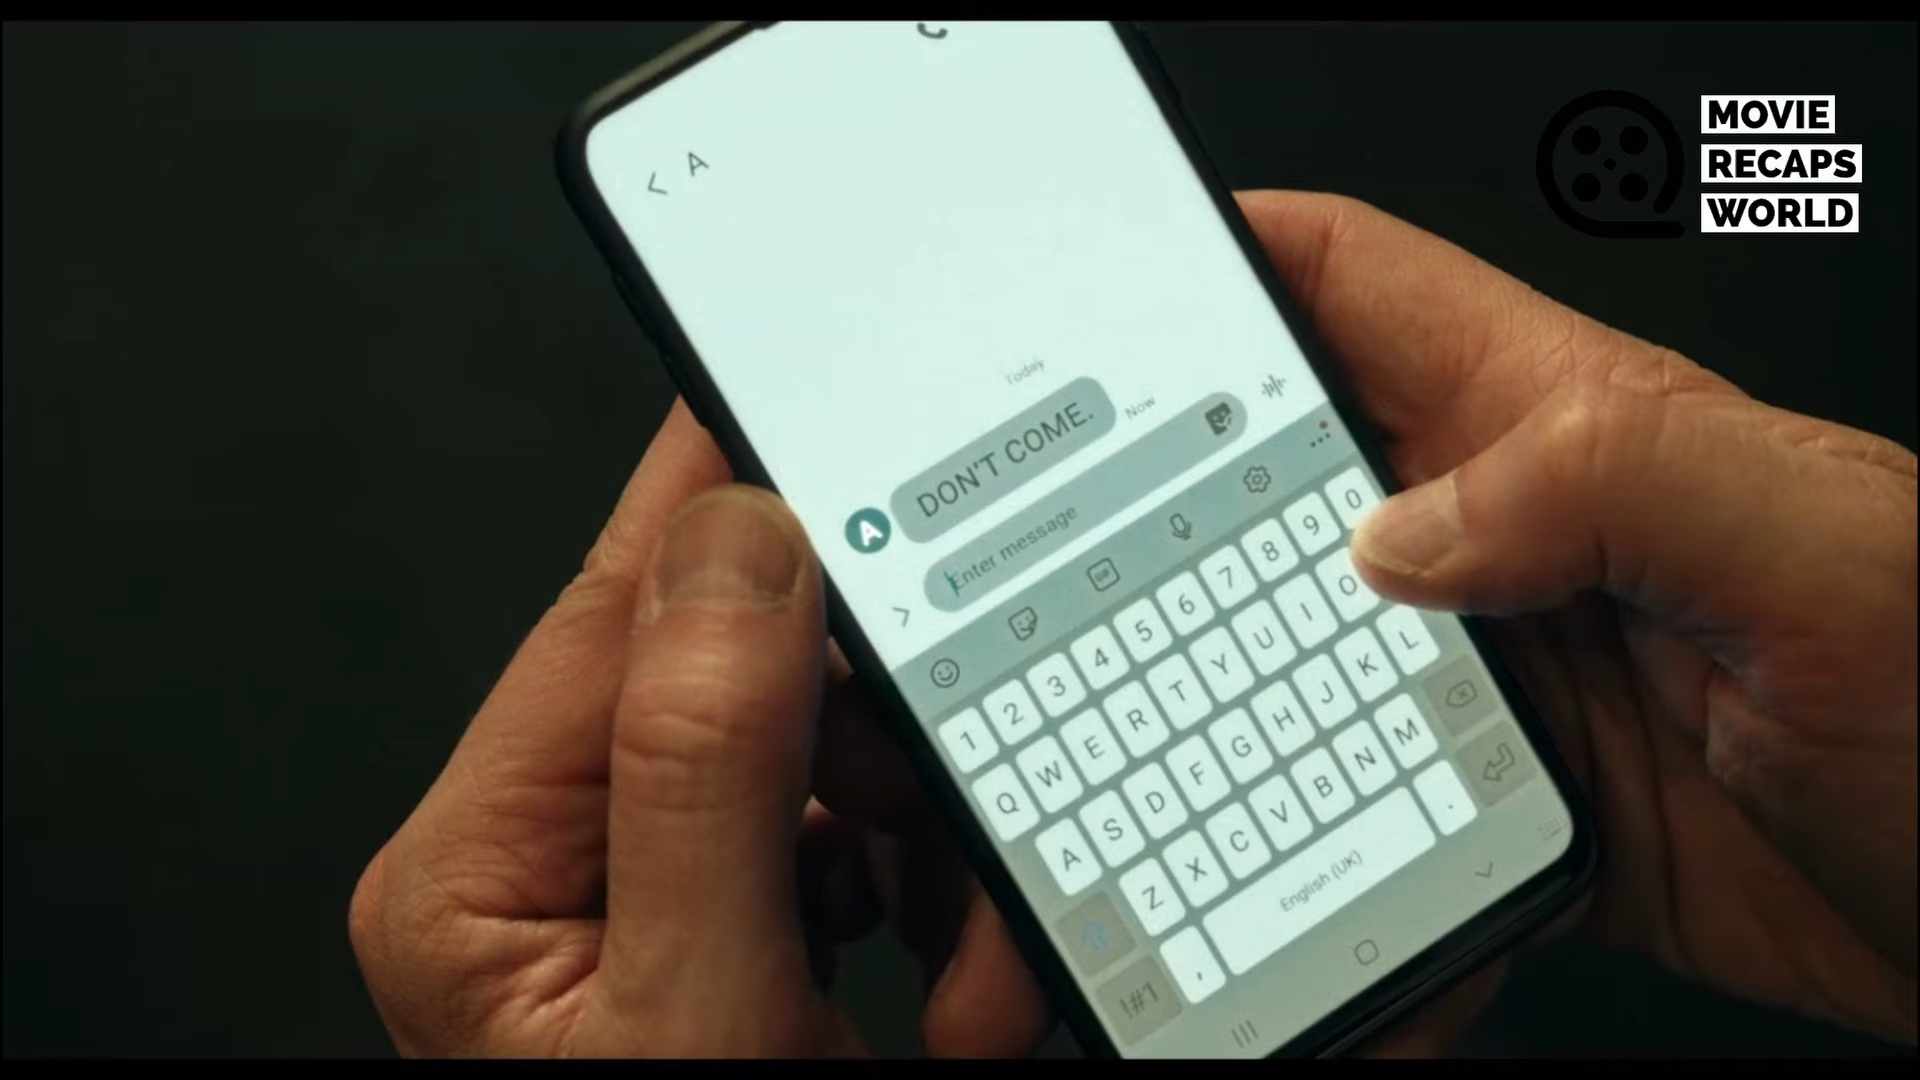 MOVIE
RECAPS
WORLD
< A
Today
DON'T COME.
Now
A
Enter message
GIF
1 2 3 4 5 6 7 8 9 0
Q W E R T Y U I O
A S D F G H J K L
Z X C V B N M
!#1 , English (UK) .